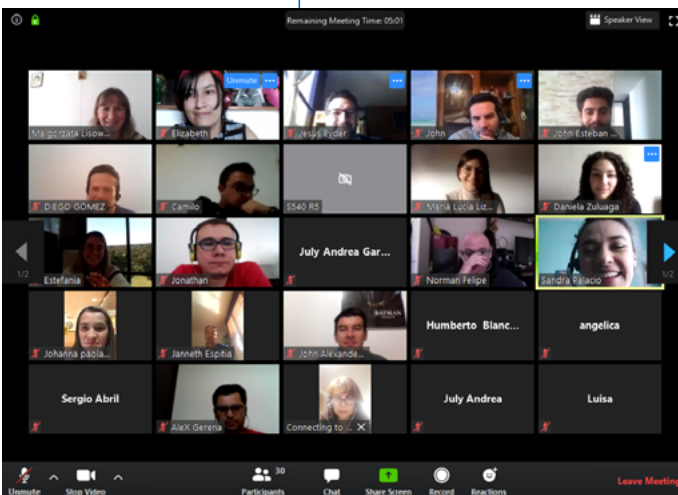 Remaining Meeting Time: 05:01
Speaker View
Malgorzata Lisow...
Elizabeth
Unmute
Jesus Ryder
John
John Esteban ...
DIEGO GOMEZ
Camilo
S540 R5
Maria Lucia Liz...
Daniela Zuluaga
1/2
Estefania
Jonathan
July Andrea Gar...
Norman Felipe
Sandra Palacio
1/2
Johanna paola...
Janneth Espitia
BATMAN
John Alexande...
Humberto Blanc...
angelica
Sergio Abril
AleX Gerena
Connecting to ...
July Andrea
Luisa
Unmute
Stop Video
Participants
30
Chat
Share Screen
Record
Reactions
Leave Meeting